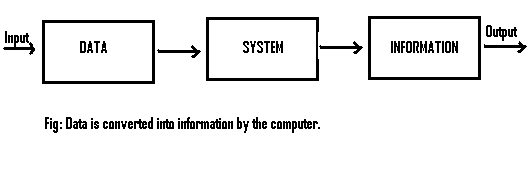 Input
DATA
SYSTEM
INFORMATION
Output
Fig: Data is converted into information by the computer.